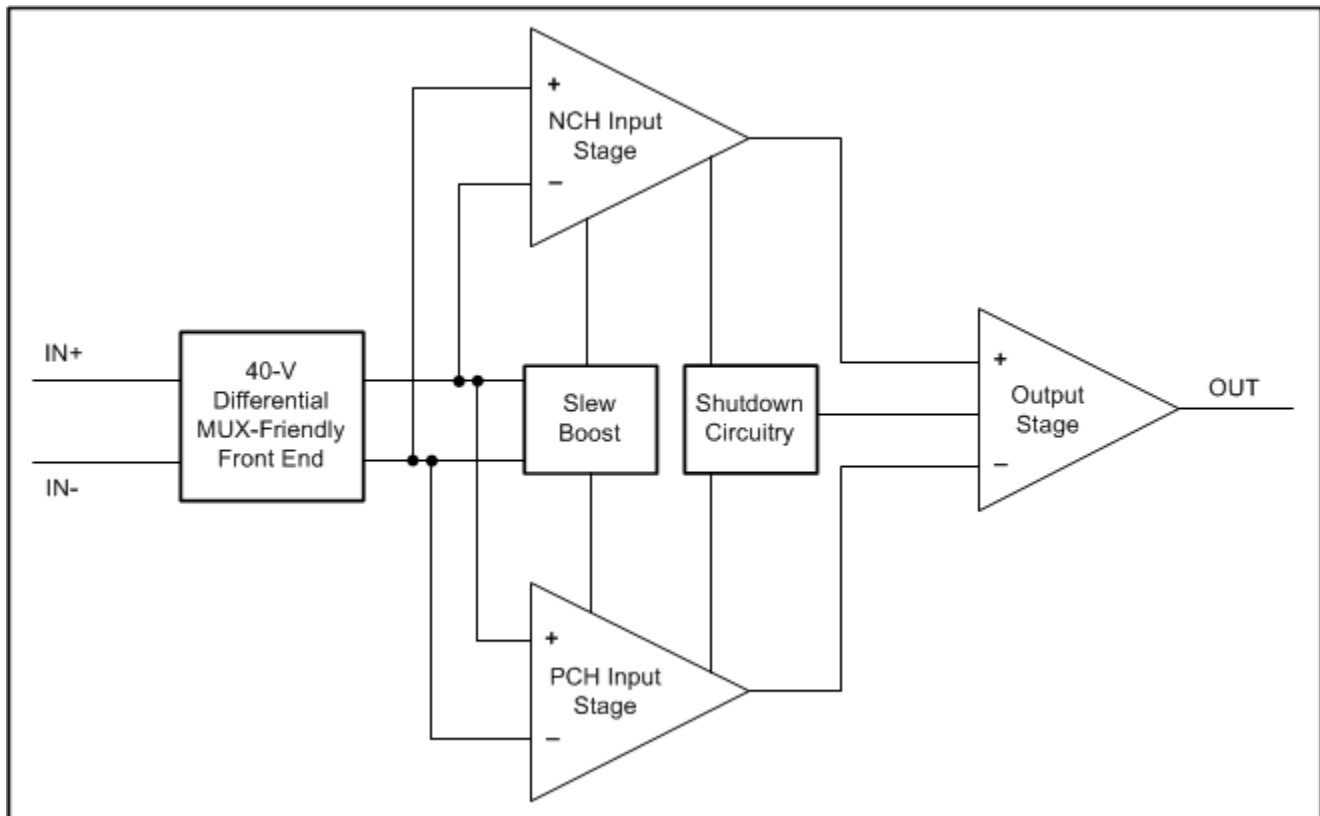 +
NCH Input
Stage
−
IN+
40-V
Differential
MUX-Friendly
Front End
IN-
Slew
Boost
Shutdown
Circuitry
+
Output
Stage
−
OUT
+
PCH Input
Stage
−